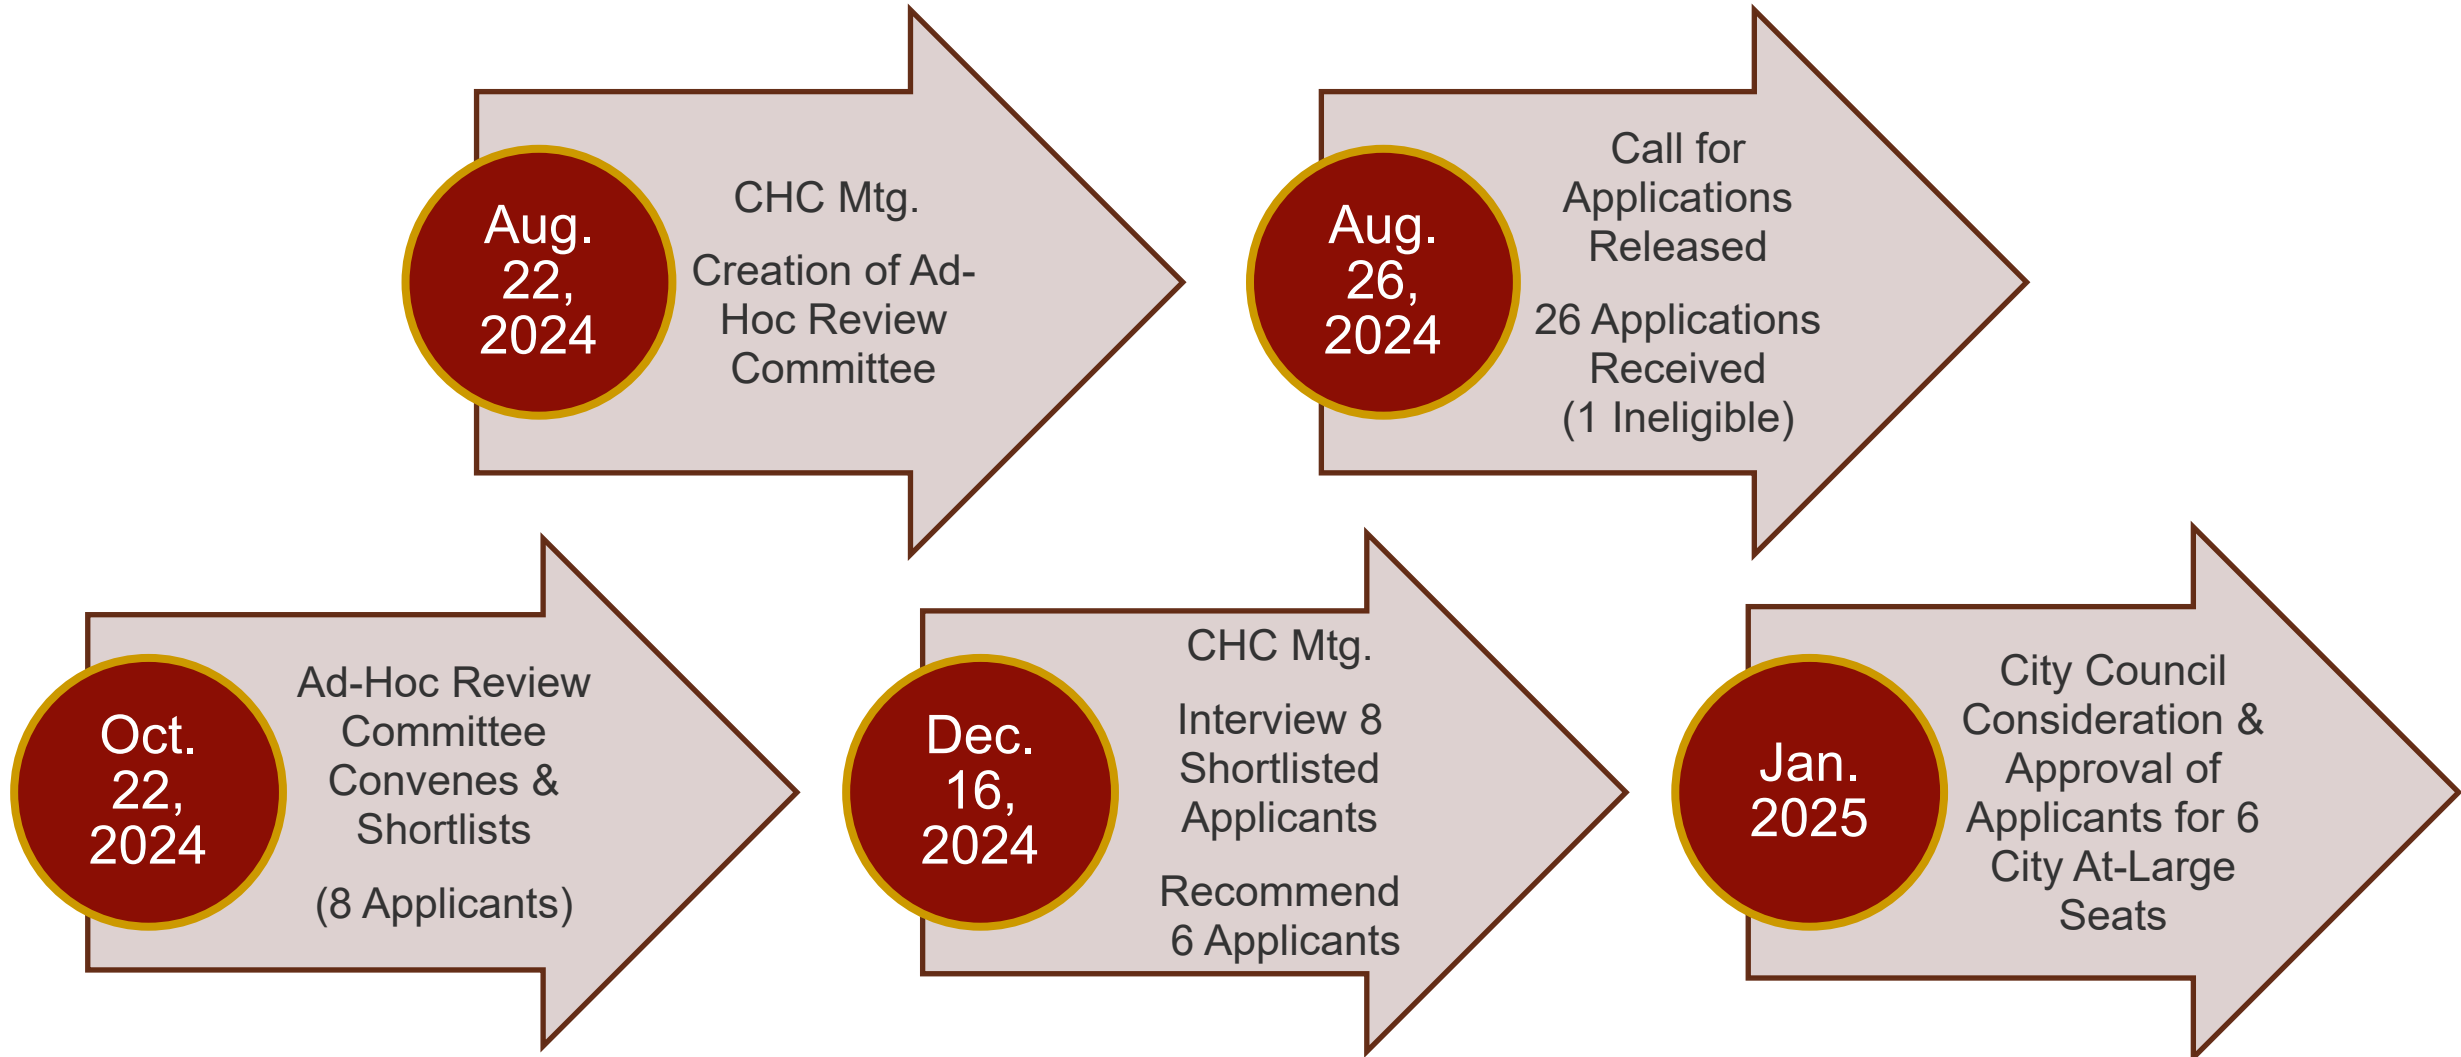 Aug.
22,
2024
CHC Mtg.
Creation of Ad-
Hoc Review
Committee
Aug.
26,
2024
Call for
Applications
Released
26 Applications
Received
(1 Ineligible)
Oct.
22,
2024
Ad-Hoc Review
Committee
Convenes &
Shortlists
(8 Applicants)
Dec.
16,
2024
CHC Mtg.
Interview 8
Shortlisted
Applicants
Recommend
6 Applicants
Jan.
2025
City Council
Consideration &
Approval of
Applicants for 6
City At-Large
Seats